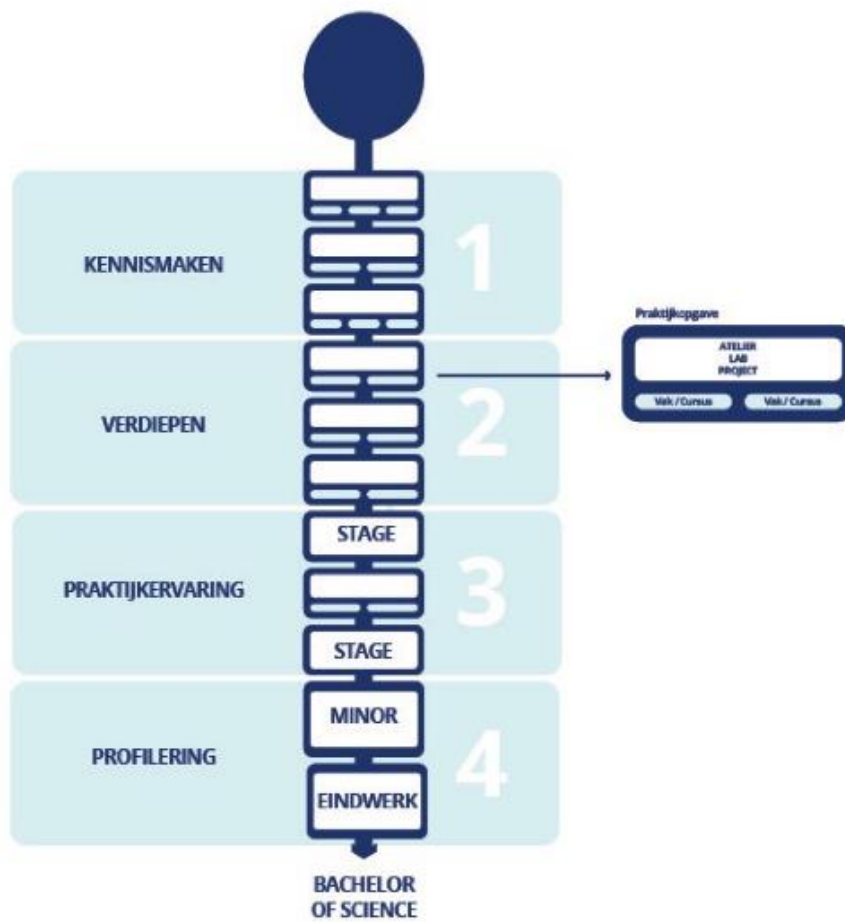 KENNISMAKEN
1
Praktijkopgave
ATELIER
LAB
PROJECT
Vak / Cursus
Vak / Cursus
VERDIEPEN
2
STAGE
PRAKTIJKERVARING
3
STAGE
MINOR
PROFILERING
4
EINDWERK
BACHELOR
OF SCIENCE